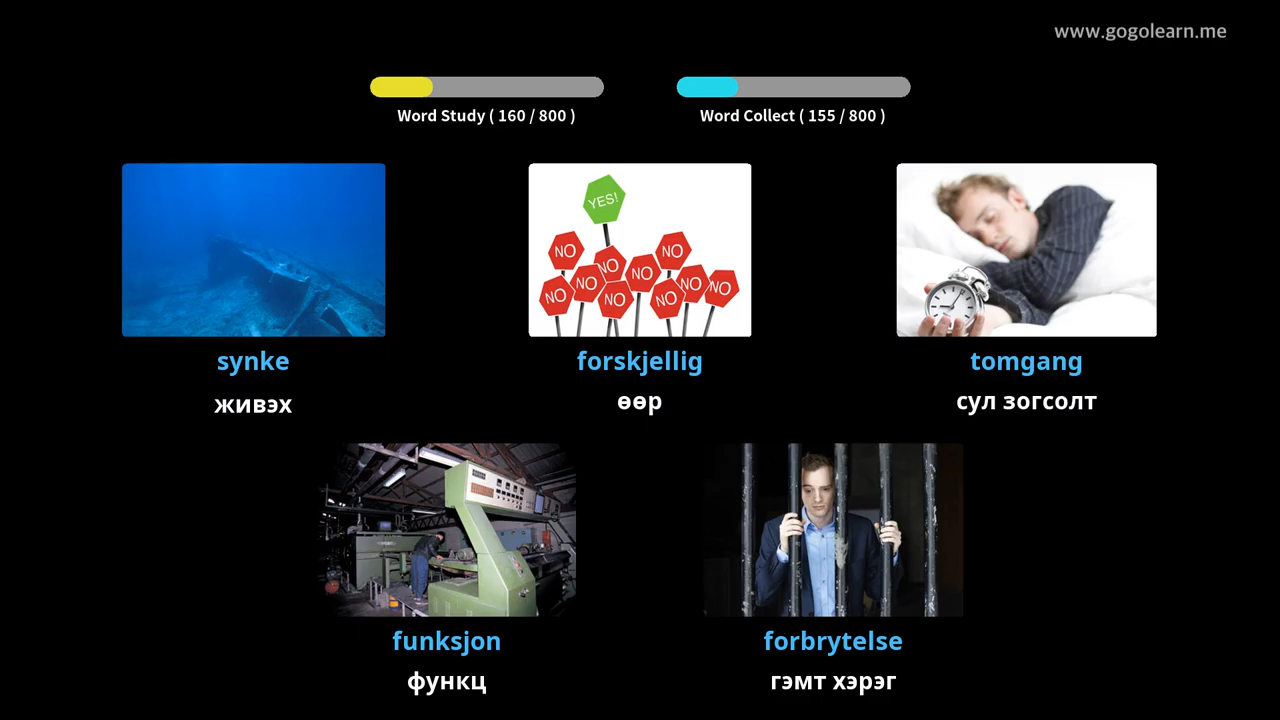 www.gogolearn.me
Word Study ( 160 / 800 )
Word Collect ( 155 / 800 )
YES!
NO
NO
NO
NO
NO
NO
NO
NO
NO
NO
synke
forskjellig
tomgang
живэх
өөр
сул зогсолт
funksjon
forbrytelse
функц
гэмт хэрэг